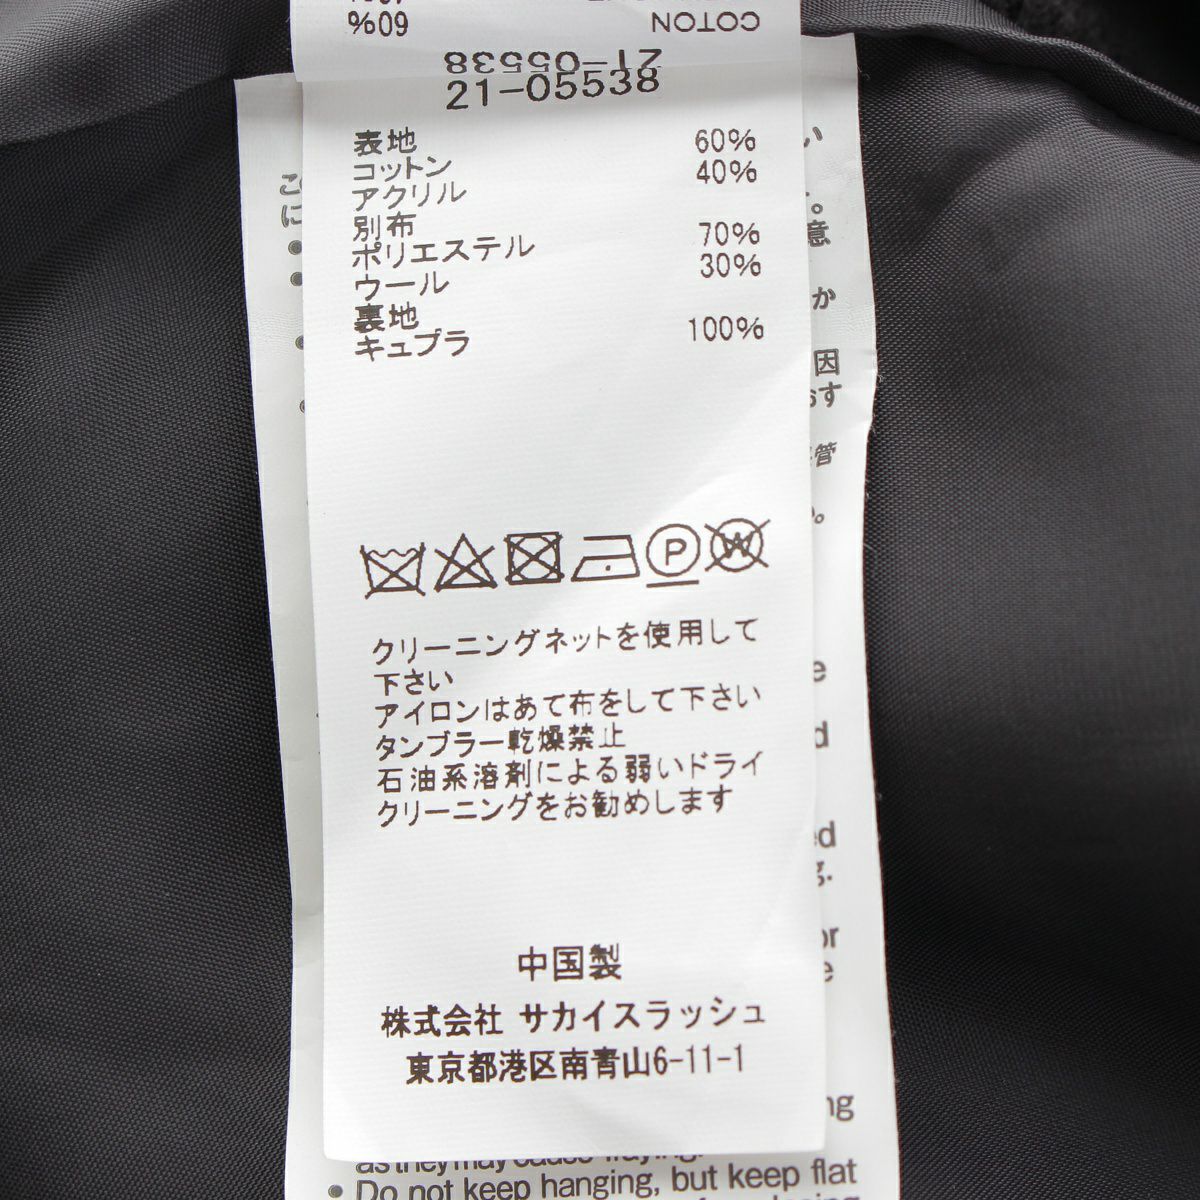 60% COTTON
21-05538
21-05538
表地
コットン 60%
アクリル 40%
別布
ポリエステル 70%
ウール 30%
裏地
キュプラ 100%
P
W
クリーニングネットを使用して
下さい
アイロンはあて布をして下さい
タンブラー乾燥禁止
石油系溶剤による弱いドライ
クリーニングをお勧めします
中国製
株式会社 サカイスラッシュ
東京都港区南青山6-11-1
as they may cause fraying.
• Do not keep hanging, but keep flat